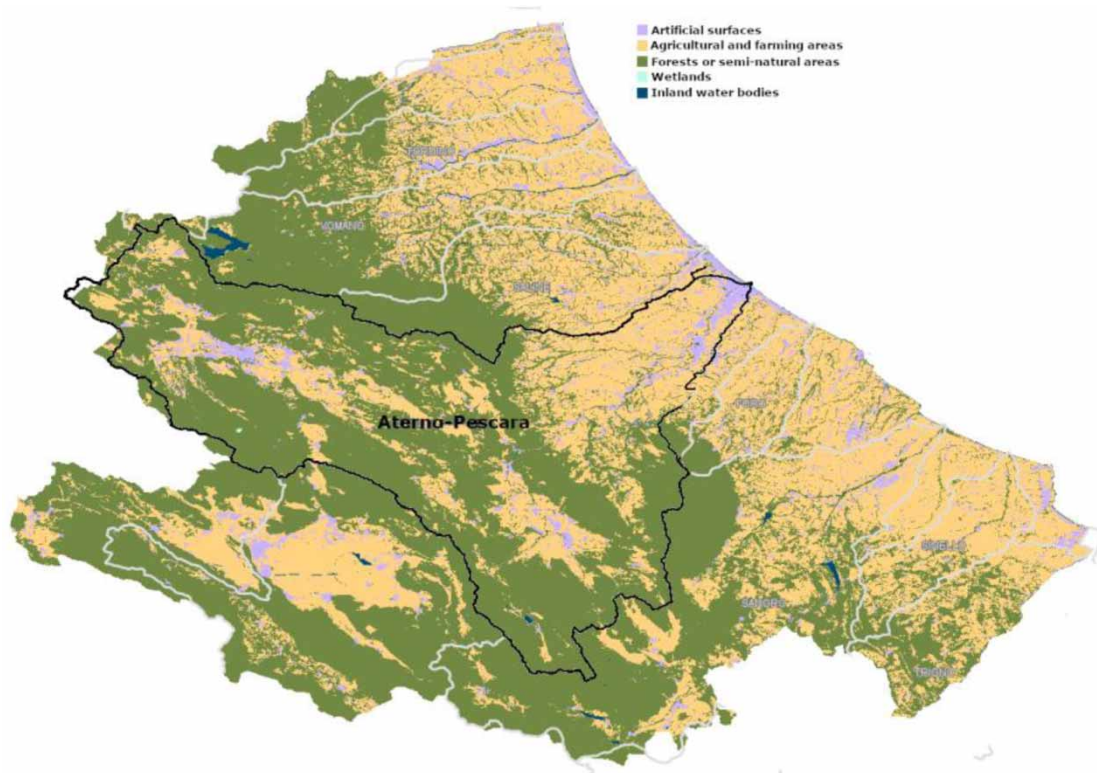 Artificial surfaces
Agricultural and farming areas
Forests or semi-natural areas
Wetlands
Inland water bodies
TORDINO
VOMANO
SALINE
Aterno-Pescara
FORO
SINELLO
SANGRO
TRIGNO